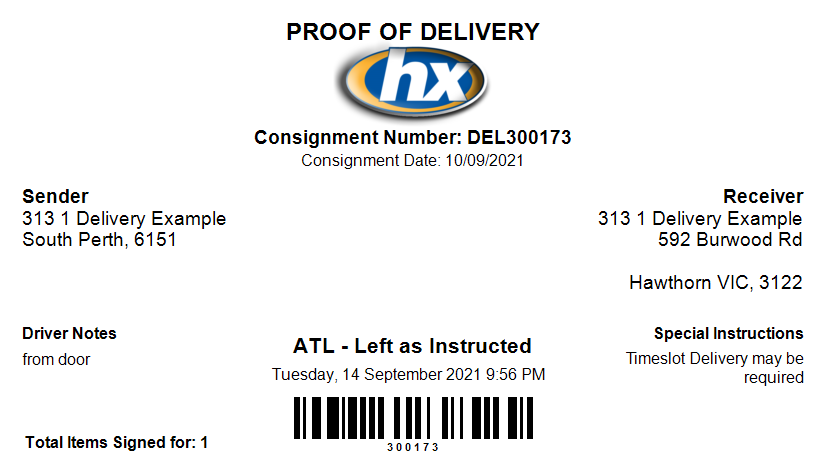 PROOF OF DELIVERY
hx
Consignment Number: DEL300173
Consignment Date: 10/09/2021
Sender
313 1 Delivery Example
South Perth, 6151
Receiver
313 1 Delivery Example
592 Burwood Rd
Hawthorn VIC, 3122
Driver Notes
from door
ATL - Left as Instructed
Tuesday, 14 September 2021 9:56 PM
Special Instructions
Timeslot Delivery may be
required
300173
Total Items Signed for: 1